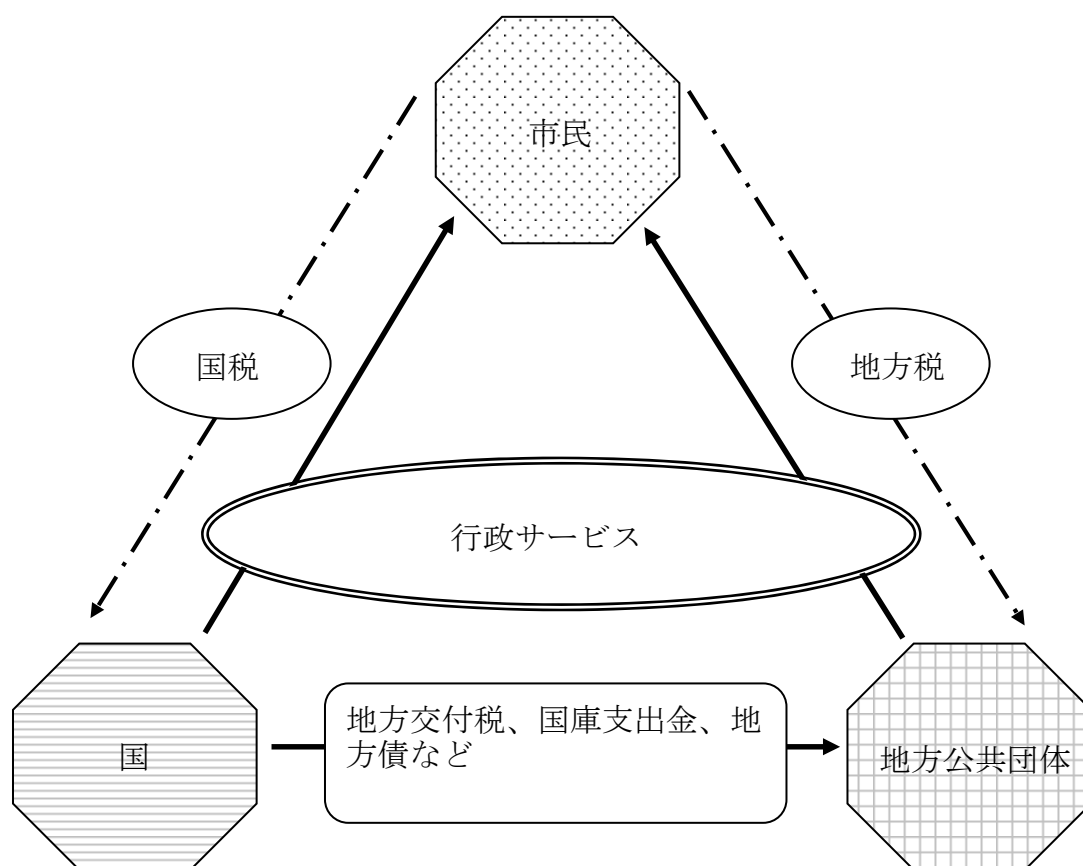 市民
国税
地方税
行政サービス
国
地方交付税、国庫支出金、地
方債など
地方公共団体